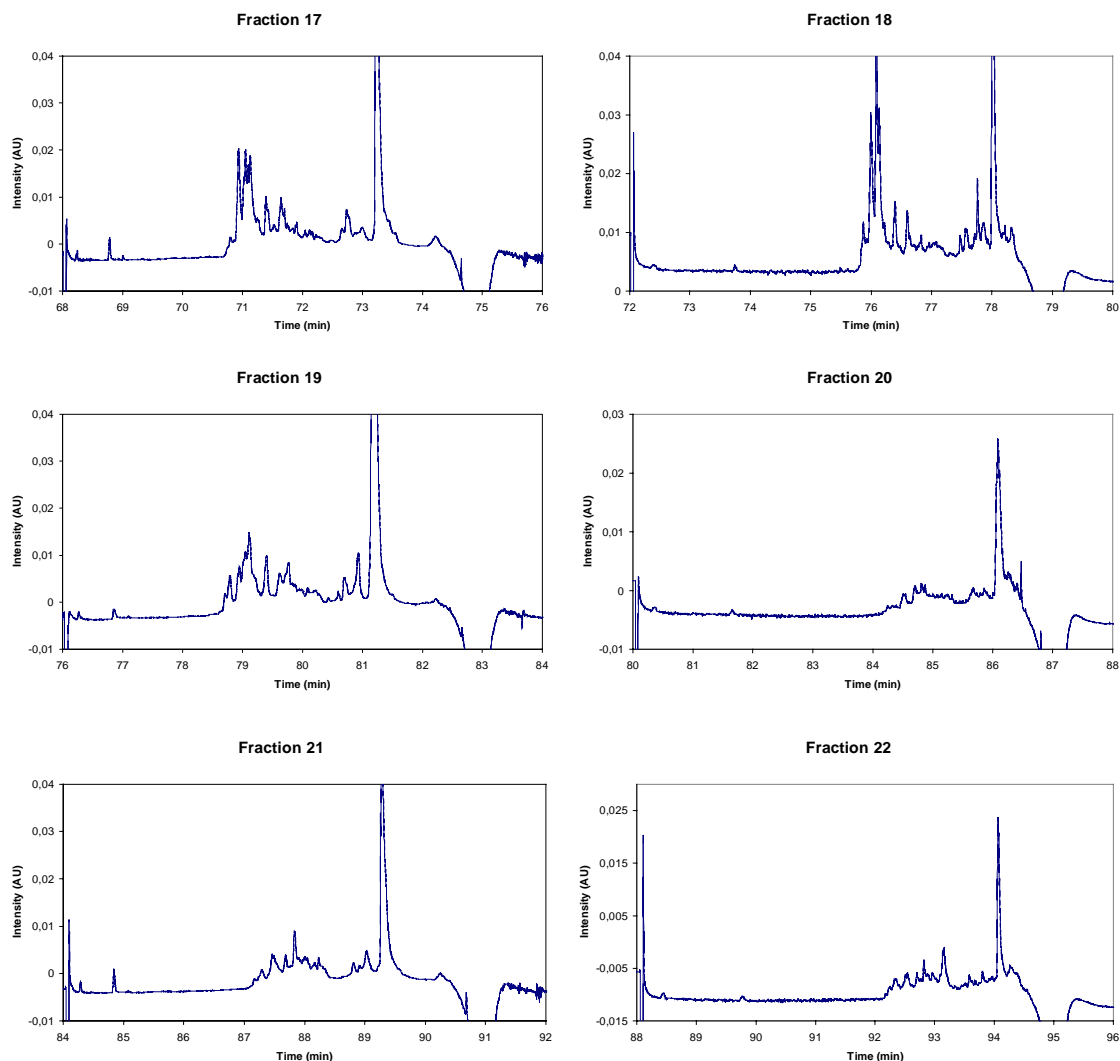 Fraction 17
0,04
0,03
0,02
0,01
0
-0,01
Intensity (AU)
68 69 70 71 72 73 74 75 76
Time (min)
Fraction 18
0,04
0,03
0,02
0,01
0
Intensity (AU)
72 73 74 75 76 77 78 79 80
Time (min)
Fraction 19
0,04
0,03
0,02
0,01
0
-0,01
Intensity (AU)
76 77 78 79 80 81 82 83 84
Time (min)
Fraction 20
0,03
0,02
0,01
0
-0,01
Intensity (AU)
80 81 82 83 84 85 86 87 88
Time (min)
Fraction 21
0,04
0,03
0,02
0,01
0
-0,01
Intensity (AU)
84 85 86 87 88 89 90 91 92
Time (min)
Fraction 22
0,025
0,015
0,005
-0,005
-0,015
Intensity (AU)
88 89 90 91 92 93 94 95 96
Time (min)